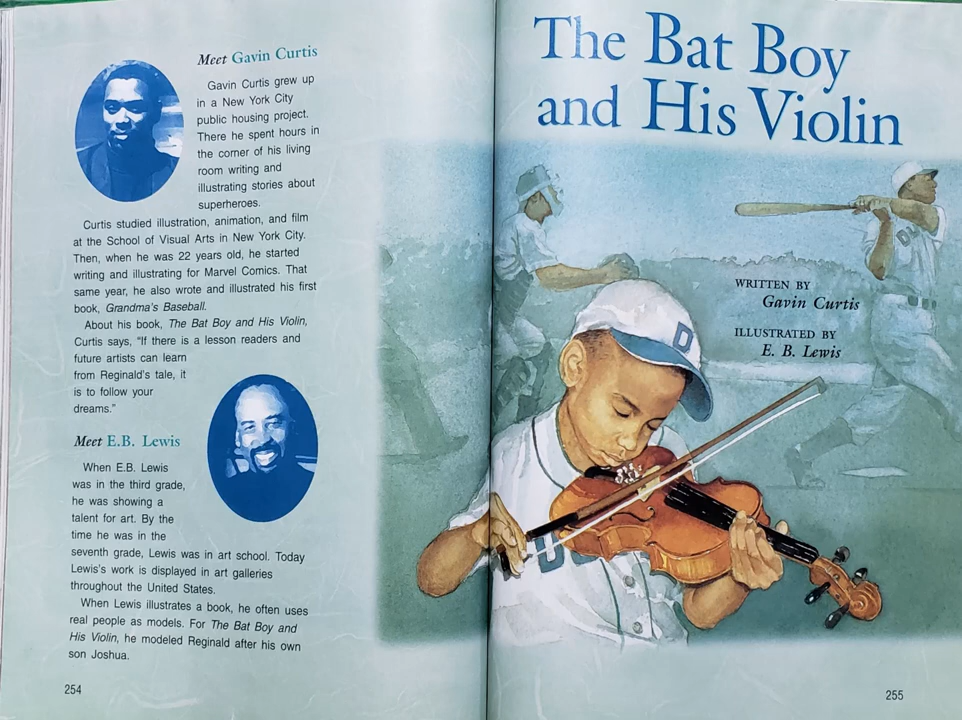 Meet Gavin Curtis
Gavin Curtis grew up
in a New York City
public housing project.
There he spent hours in
the corner of his living
room writing and
illustrating stories about
superheroes.
Curtis studied illustration, animation, and film
at the School of Visual Arts in New York City.
Then, when he was 22 years old, he started
writing and illustrating for Marvel Comics. That
same year, he also wrote and illustrated his first
book, Grandma's Baseball.
About his book, The Bat Boy and His Violin,
Curtis says, "If there is a lesson readers and
future artists can learn
from Reginald's tale, it
is to follow your
dreams."
Meet E.B. Lewis
When E.B. Lewis
was in the third grade,
he was showing a
talent for art. By the
time he was in the
seventh grade, Lewis was in art school. Today
Lewis's work is displayed in art galleries
throughout the United States.
When Lewis illustrates a book, he often uses
real people as models. For The Bat Boy and
His Violin, he modeled Reginald after his own
son Joshua.
254
The Bat Boy
and His Violin
WRITTEN BY
Gavin Curtis
ILLUSTRATED BY
E. B. Lewis
D
255